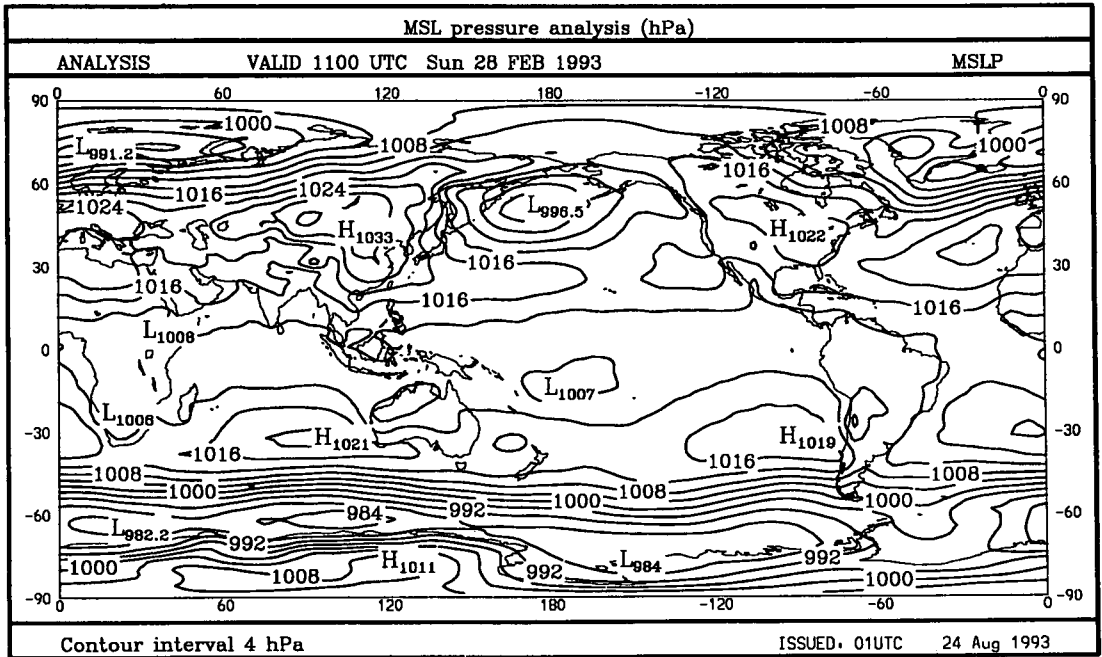 MSL pressure analysis (hPa)
ANALYSIS VALID 1100 UTC Sun 28 FEB 1993 MSLP
0 60 120 180 -120 -60 0
90 90
1000 1008 1000
L991.2 1008
60 1016 1024 1016 60
1024 L996.5
H1033 H1022
30 1016 30
1016 1016 1016
L1008
0 0
L1007
L1006
-30 H1021 H1019 -30
1016 1016
1008 1008 1008
1000 1000 1000
-60 984 992 -60
L982.2
992 L984 992
1000 1008 H1011 992 1000
-90 -90
0 60 120 180 -120 -60 0
Contour interval 4 hPa ISSUED: 01UTC 24 Aug 1993